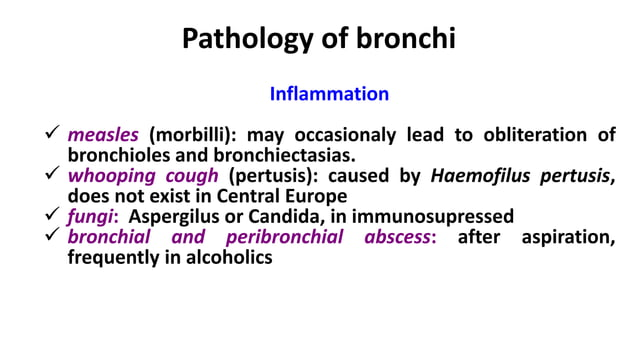 Pathology of bronchi
Inflammation
✓ measles (morbilli): may occasionaly lead to obliteration of
bronchioles and bronchiectasias.
✓ whooping cough (pertusis): caused by Haemofilus pertusis,
does not exist in Central Europe
✓ fungi: Aspergilus or Candida, in immunosupressed
✓ bronchial and peribronchial abscess: after aspiration,
frequently in alcoholics